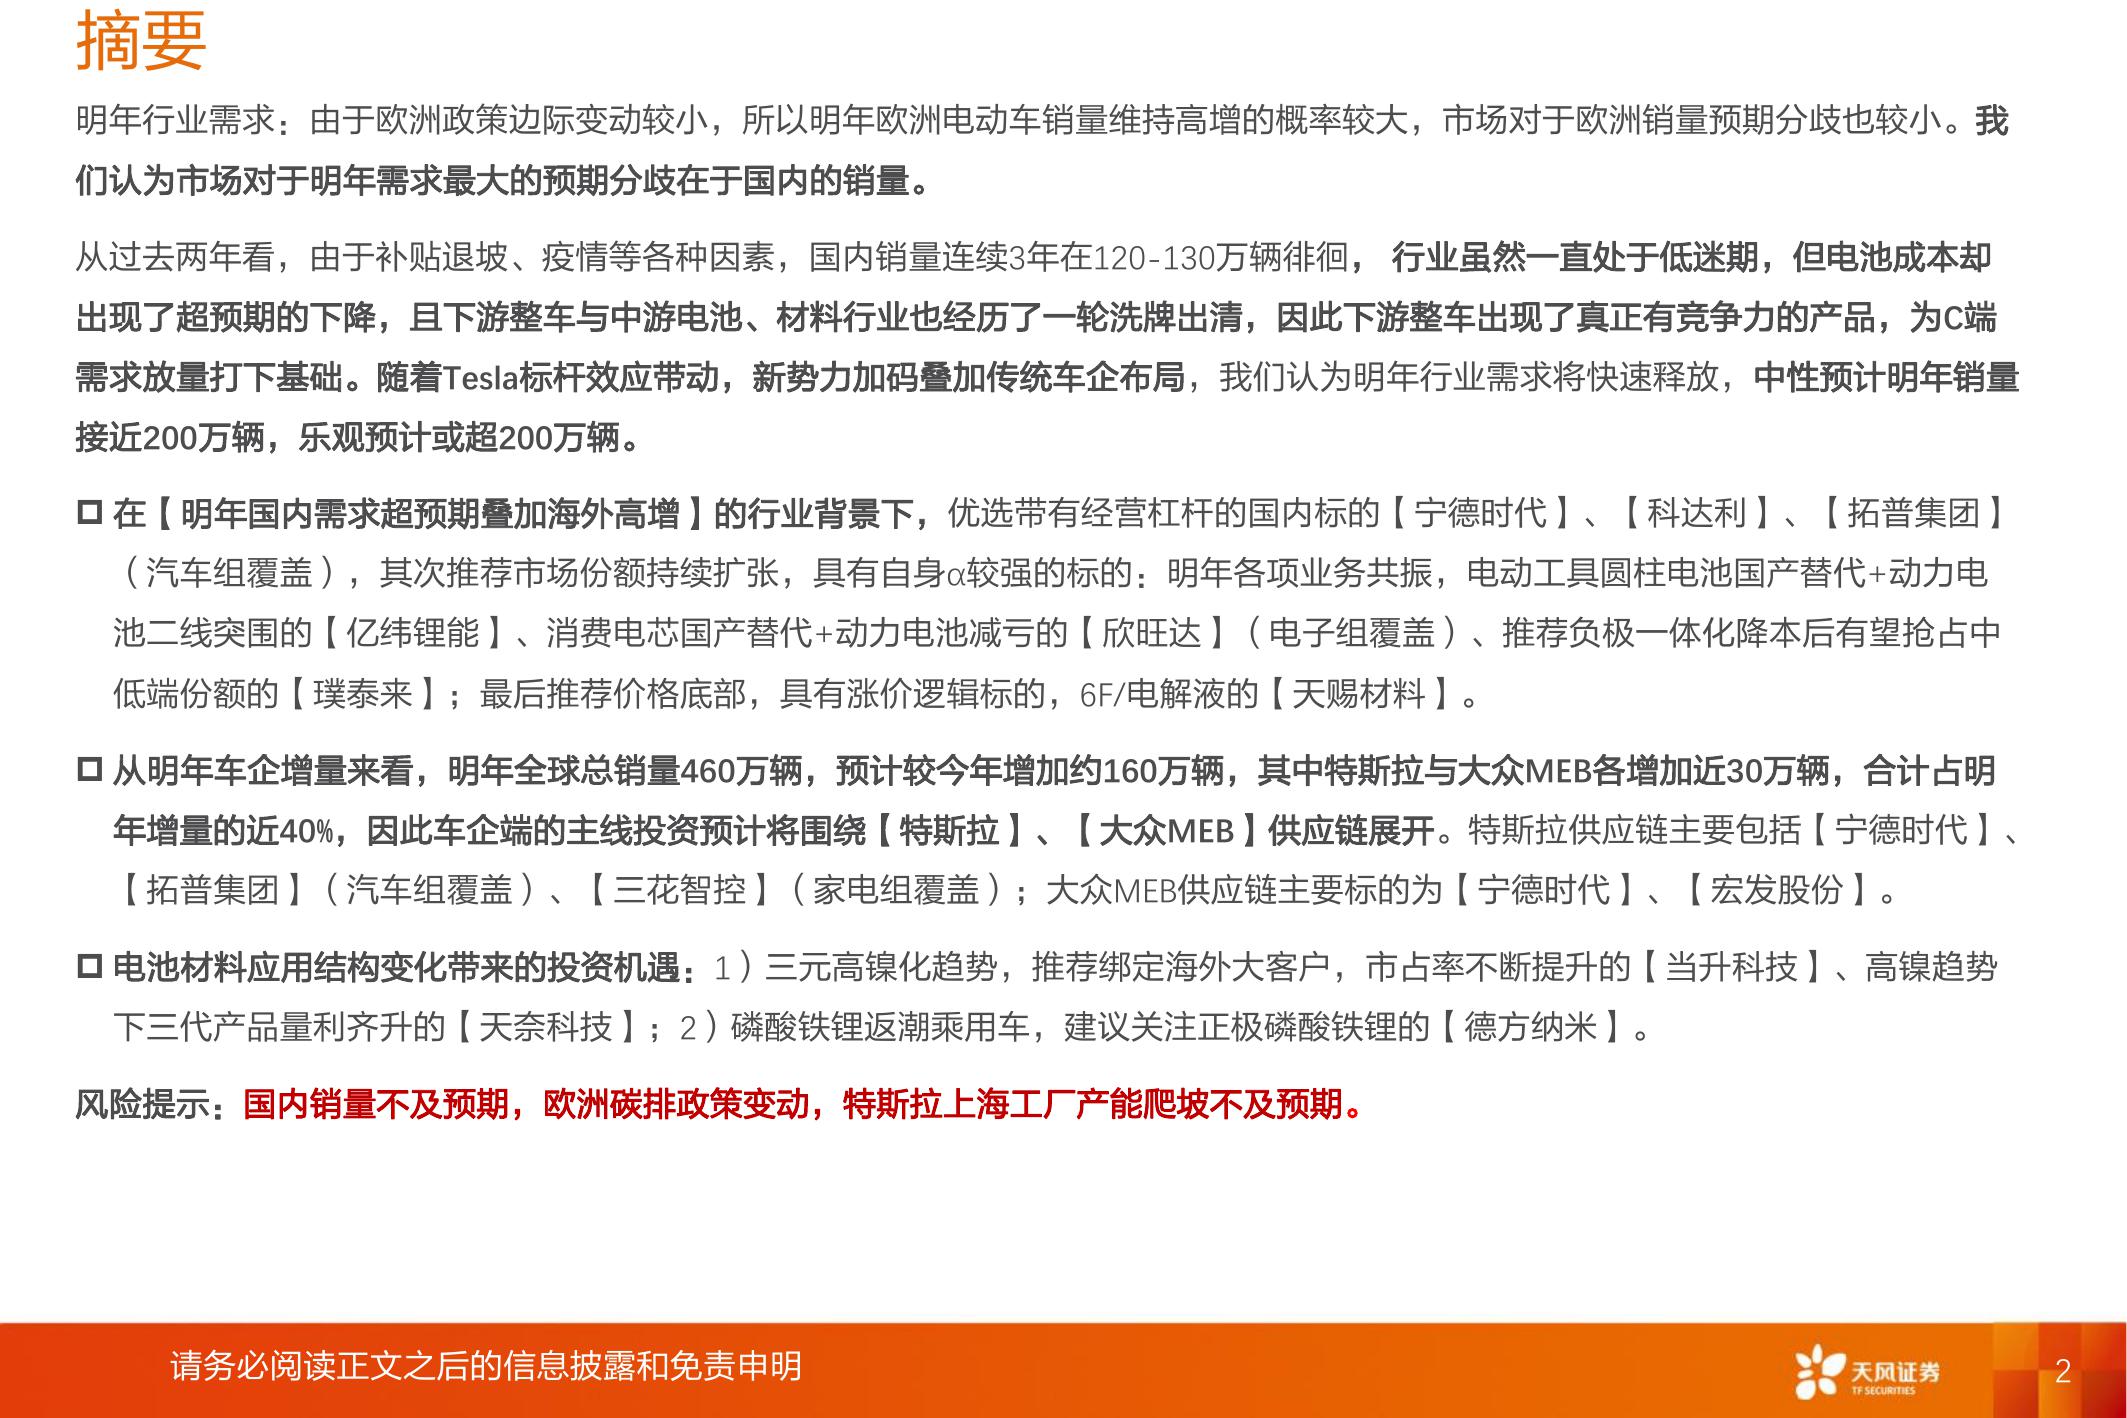 摘要
明年行业需求：由于欧洲政策边际变动较小，所以明年欧洲电动车销量维持高增的概率较大，市场对于欧洲销量预期分歧也较小。我
们认为市场对于明年需求最大的预期分歧在于国内的销量。
从过去两年看，由于补贴退坡、疫情等各种因素，国内销量连续3年在120-130万辆徘徊， 行业虽然一直处于低迷期，但电池成本却
出现了超预期的下降，且下游整车与中游电池、材料行业也经历了一轮洗牌出清，因此下游整车出现了真正有竞争力的产品，为C端
需求放量打下基础。随着Tesla标杆效应带动，新势力加码叠加传统车企布局，我们认为明年行业需求将快速释放，中性预计明年销量
接近200万辆，乐观预计或超200万辆。
□ 在【明年国内需求超预期叠加海外高增】的行业背景下，优选带有经营杠杆的国内标的【宁德时代】、【科达利】、【拓普集团】
（汽车组覆盖），其次推荐市场份额持续扩张，具有自身α较强的标的：明年各项业务共振，电动工具圆柱电池国产替代+动力电
池二线突围的【亿纬锂能】、消费电芯国产替代+动力电池减亏的【欣旺达】（电子组覆盖）、推荐负极一体化降本后有望抢占中
低端份额的【璞泰来】；最后推荐价格底部，具有涨价逻辑标的，6F/电解液的【天赐材料】。
□ 从明年车企增量来看，明年全球总销量460万辆，预计较今年增加约160万辆，其中特斯拉与大众MEB各增加近30万辆，合计占明
年增量的近40%，因此车企端的主线投资预计将围绕【特斯拉】、【大众MEB】供应链展开。特斯拉供应链主要包括【宁德时代】、
【拓普集团】（汽车组覆盖）、【三花智控】（家电组覆盖）；大众MEB供应链主要标的为【宁德时代】、【宏发股份】。
□ 电池材料应用结构变化带来的投资机遇：1）三元高镍化趋势，推荐绑定海外大客户，市占率不断提升的【当升科技】、高镍趋势
下三代产品量利齐升的【天奈科技】；2）磷酸铁锂返潮乘用车，建议关注正极磷酸铁锂的【德方纳米】。
风险提示：国内销量不及预期，欧洲碳排政策变动，特斯拉上海工厂产能爬坡不及预期。
请务必阅读正文之后的信息披露和免责申明
天风证券
TF SECURITIES
2